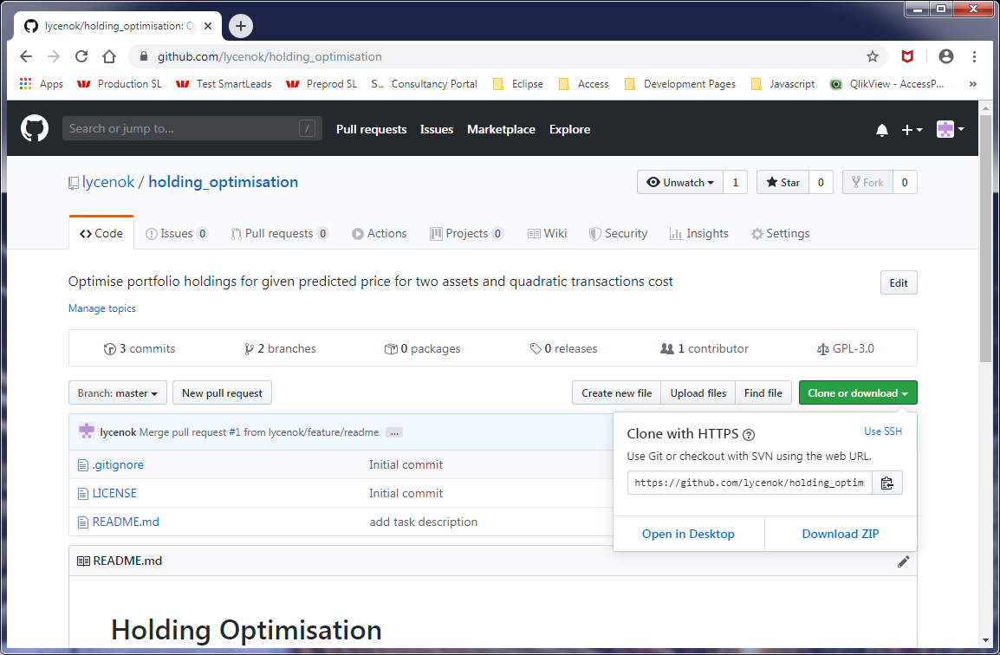 lycenok/holding_optimisation: O
github.com/lycenok/holding_optimisation
Apps Production SL Test SmartLeads Preprod SL S... Consultancy Portal Eclipse Access Development Pages Javascript QlikView - AccessP... »
Search or jump to... / Pull requests Issues Marketplace Explore
lycenok / holding_optimisation Unwatch 1 Star 0 Fork 0
Code Issues 0 Pull requests 0 Actions Projects 0 Wiki Security Insights Settings
Optimise portfolio holdings for given predicted price for two assets and quadratic transactions cost Edit
Manage topics
3 commits 2 branches 0 packages 0 releases 1 contributor GPL-3.0
Branch: master New pull request Create new file Upload files Find file Clone or download
lycenok Merge pull request #1 from lycenok/feature/readme ...
.gitignore Initial commit
LICENSE Initial commit
README.md add task description
Clone with HTTPS ? Use SSH
Use Git or checkout with SVN using the web URL.
https://github.com/lycenok/holding_optim
Open in Desktop Download ZIP
README.md
Holding Optimisation